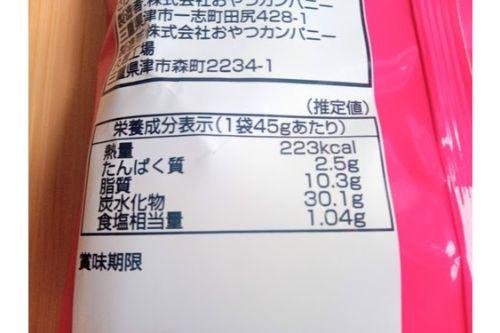 株式会社おやつカンパニー
津市一志町田尻428-1
株式会社おやつカンパニー
工場
県津市森町2234-1
(推定値)
栄養成分表示(1袋45gあたり)
熱量 223kcal
たんぱく質 2.5g
脂質 10.3g
炭水化物 30.1g
食塩相当量 1.04g
賞味期限